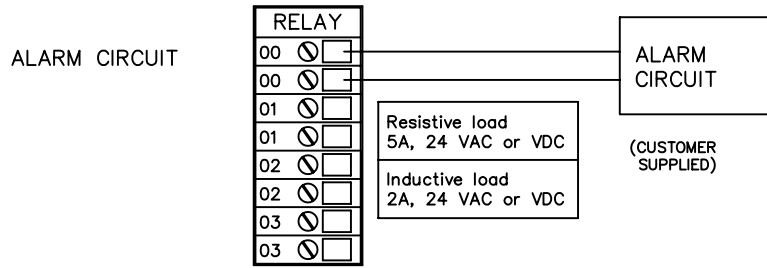 RELAY
ALARM CIRCUIT
00
00
01
01
02
02
03
03
ALARM
CIRCUIT
Resistive load
5A, 24 VAC or VDC
Inductive load
2A, 24 VAC or VDC
(CUSTOMER
SUPPLIED)